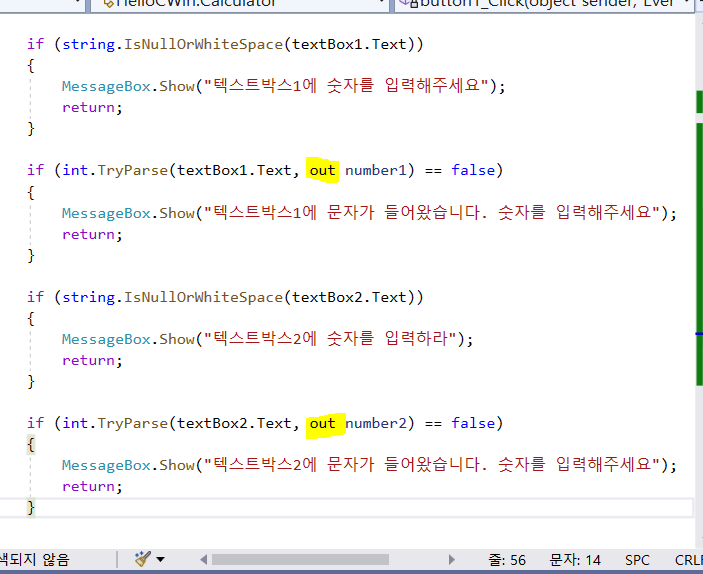 HelloCWin.Calculator button1_Click(object sender, Ever
if (string.IsNullOrWhiteSpace(textBox1.Text))
{
MessageBox.Show("텍스트박스1에 숫자를 입력해주세요");
return;
}
if (int.TryParse(textBox1.Text, out number1) == false)
{
MessageBox.Show("텍스트박스1에 문자가 들어왔습니다. 숫자를 입력해주세요");
return;
}
if (string.IsNullOrWhiteSpace(textBox2.Text))
{
MessageBox.Show("텍스트박스2에 숫자를 입력하라");
return;
}
if (int.TryParse(textBox2.Text, out number2) == false)
{
MessageBox.Show("텍스트박스2에 문자가 들어왔습니다. 숫자를 입력해주세요");
return;
}
색되지 않음 줄: 56 문자: 14 SPC CRLF